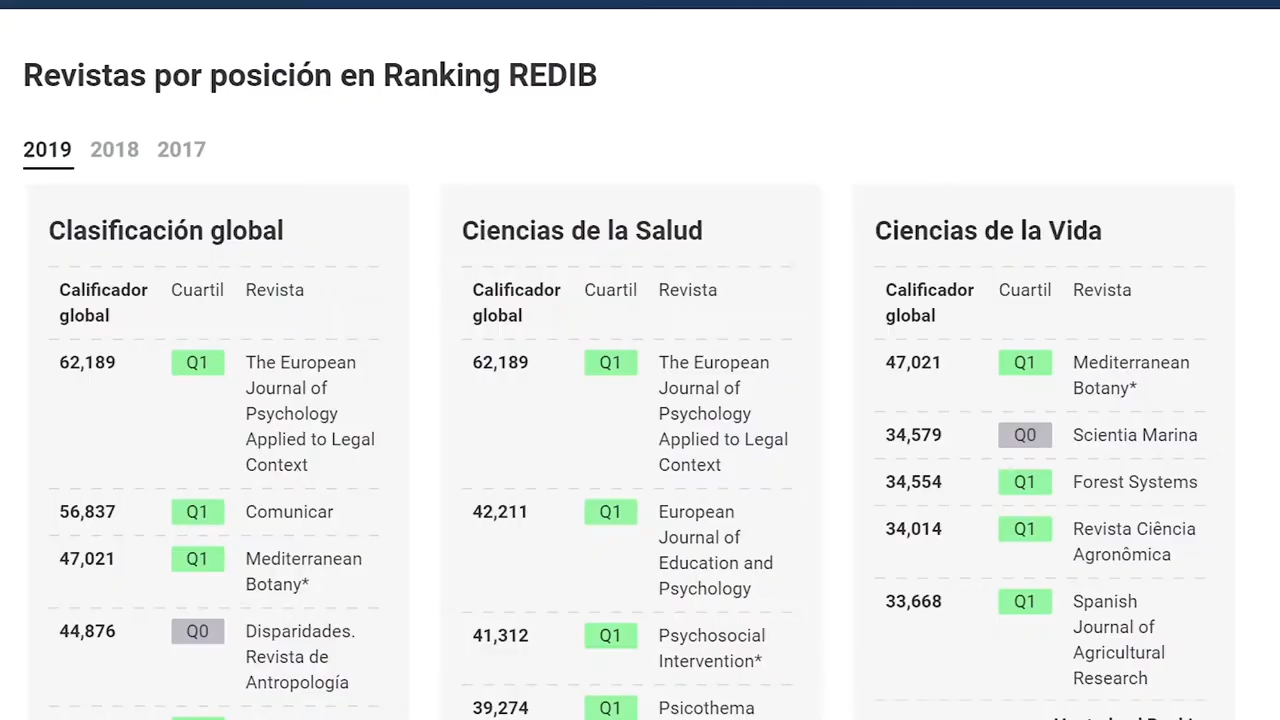 Revistas por posición en Ranking REDIB
2019 2018 2017
Clasificación global
Calificador Cuartil Revista
global
62,189 Q1 The European
Journal of
Psychology
Applied to Legal
Context
56,837 Q1 Comunicar
47,021 Q1 Mediterranean
Botany*
44,876 Q0 Disparidades.
Revista de
Antropología
Ciencias de la Salud
Calificador Cuartil Revista
global
62,189 Q1 The European
Journal of
Psychology
Applied to Legal
Context
42,211 Q1 European
Journal of
Education and
Psychology
41,312 Q1 Psychosocial
Intervention*
39,274 Q1 Psicothema
Ciencias de la Vida
Calificador Cuartil Revista
global
47,021 Q1 Mediterranean
Botany*
34,579 Q0 Scientia Marina
34,554 Q1 Forest Systems
34,014 Q1 Revista Ciência
Agronômica
33,668 Q1 Spanish
Journal of
Agricultural
Research